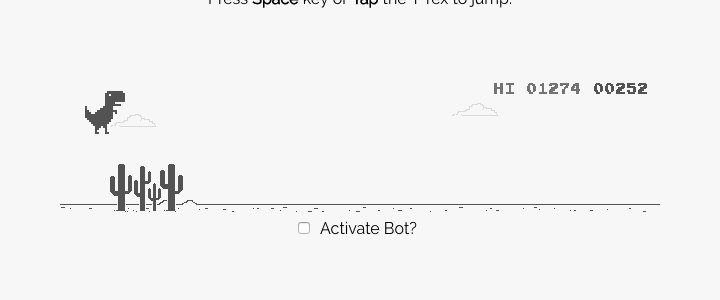 Press Space key or Tap the T-rex to jump.
HI 01274 00252
Activate Bot?